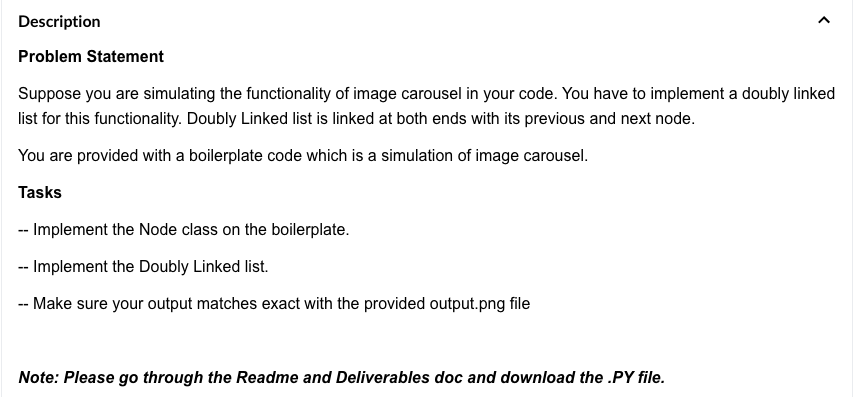 Description
Problem Statement
Suppose you are simulating the functionality of image carousel in your code. You have to implement a doubly linked
list for this functionality. Doubly Linked list is linked at both ends with its previous and next node.
You are provided with a boilerplate code which is a simulation of image carousel.
Tasks
-- Implement the Node class on the boilerplate.
-- Implement the Doubly Linked list.
-- Make sure your output matches exact with the provided output.png file
Note: Please go through the Readme and Deliverables doc and download the .PY file.